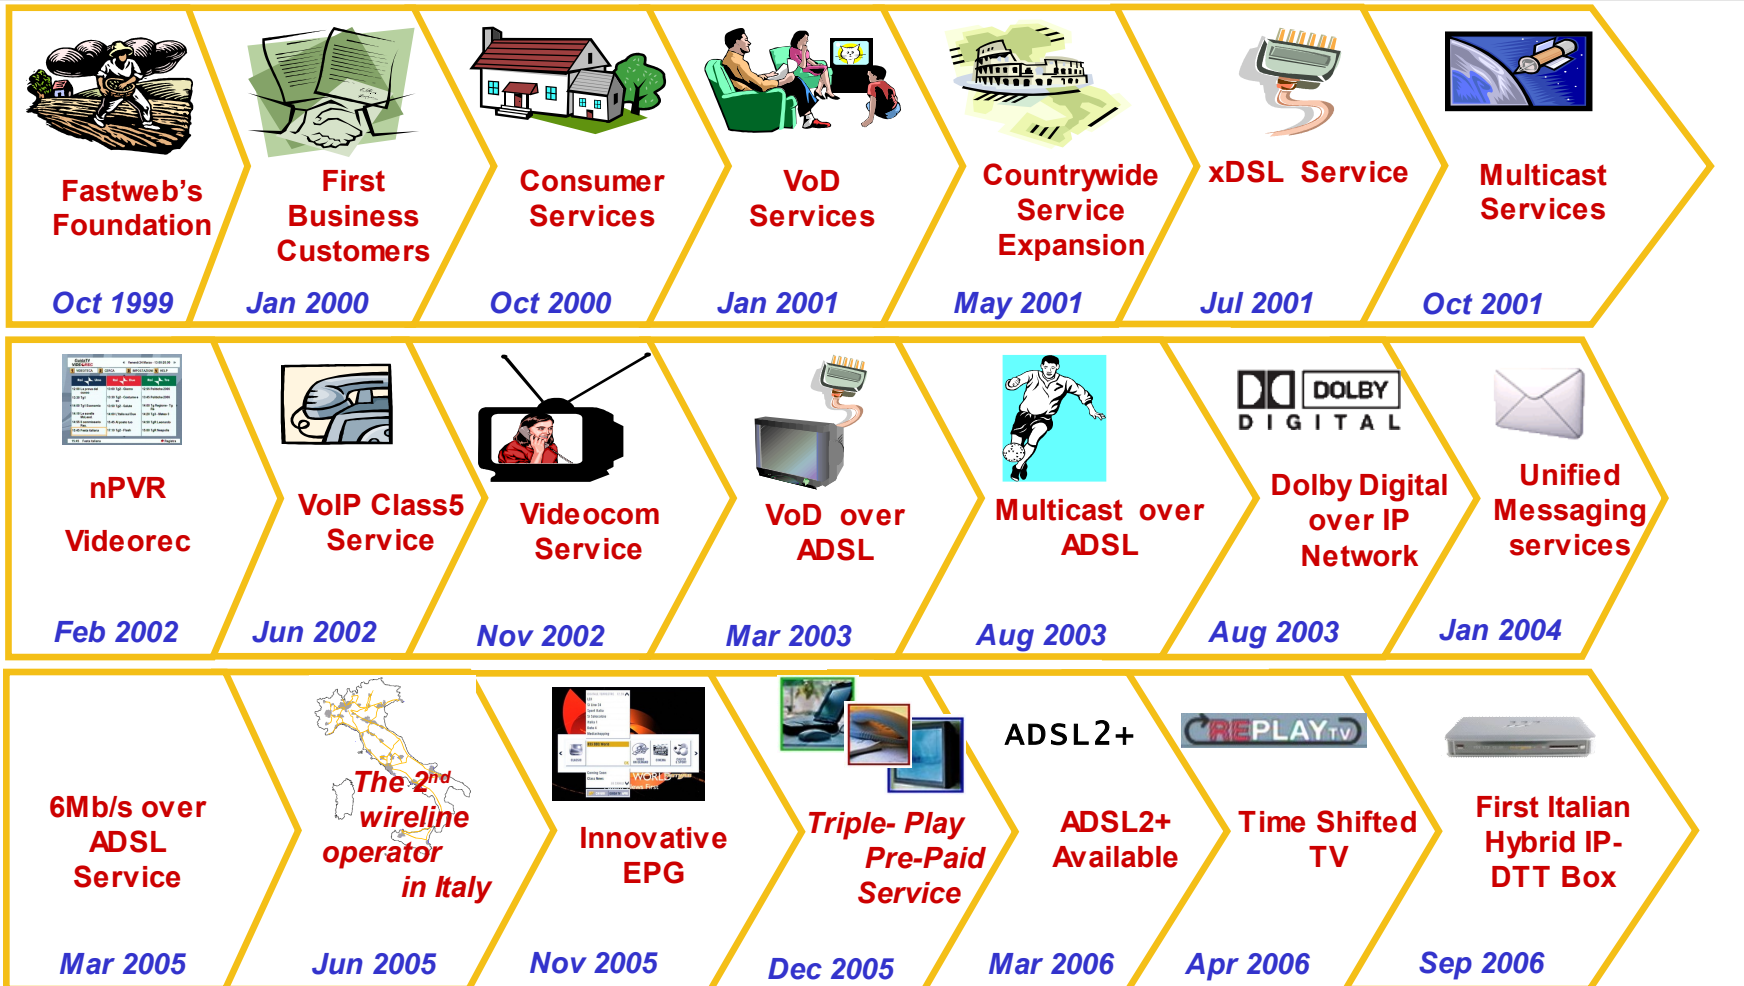 Fastweb's
Foundation
Oct 1999
First
Business
Customers
Jan 2000
Consumer
Services
Oct 2000
VoD
Services
Jan 2001
Countrywide
Service
Expansion
May 2001
xDSL Service
Jul 2001
Multicast
Services
Oct 2001
nPVR
Videorec
Feb 2002
VoIP Class5
Service
Jun 2002
Videocom
Service
Nov 2002
VoD over
ADSL
Mar 2003
Multicast over
ADSL
Aug 2003
DOLBY
DIGITAL
Dolby Digital
over IP
Network
Aug 2003
Unified
Messaging
services
Jan 2004
6Mb/s over
ADSL
Service
Mar 2005
The 2nd
wireline
operator
in Italy
Jun 2005
WORLD
Innovative
EPG
Nov 2005
Triple- Play
Pre-Paid
Service
Dec 2005
ADSL2+
ADSL2+
Available
Mar 2006
REPLAY TV
Time Shifted
TV
Apr 2006
First Italian
Hybrid IP-
DTT Box
Sep 2006